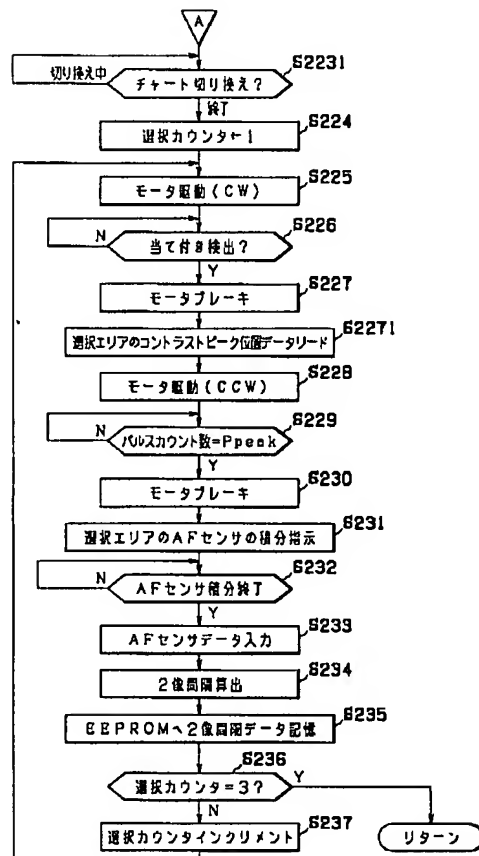 A
S2231
切り換え中
チャート切り換え?
終了
S224
選択カウンタ←1
S225
モータ駆動(CW)
S226
N
当て付き検出?
Y
S227
モータブレーキ
S2271
選択エリアのコントラストピーク位置データリード
S228
モータ駆動(CCW)
S229
N
パルスカウント数=Ppeak
Y
S230
モータブレーキ
S231
選択エリアのAFセンサの積分指示
S232
N
AFセンサ積分終了
Y
S233
AFセンサデータ入力
S234
2像間隔算出
S235
EEPROMへ2像間隔データ記憶
S236
選択カウンタ=3?
Y
N
S237
選択カウンタインクリメント
リターン